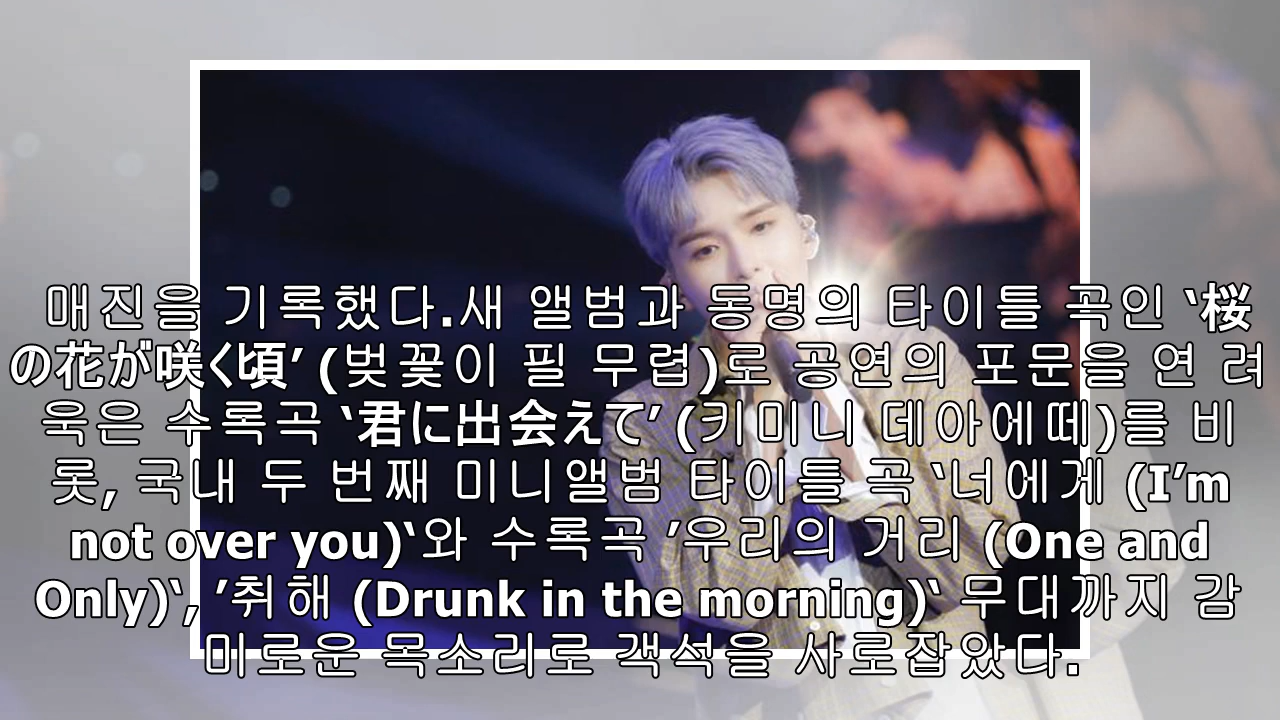 매진을 기록했다.새 앨범과 동명의 타이틀 곡인 ‘桜
の花が咲く頃’ (벚꽃이 필 무렵)로 공연의 포문을 연 려
욱은 수록곡 ‘君に出会えて’ (키미니 데아에떼)를 비
롯, 국내 두 번째 미니앨범 타이틀 곡 ‘너에게 (I’m
not over you)‘와 수록곡 ’우리의 거리 (One and
Only)‘, ’취해 (Drunk in the morning)‘ 무대까지 감
미로운 목소리로 객석을 사로잡았다.